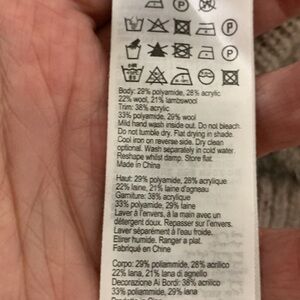 Body: 29% polyamide, 28% acrylic
22% wool, 21% lambswool
Trim: 38% acrylic
33% polyamide, 29% wool
Mild hand wash inside out. Do not bleach.
Do not tumble dry. Flat drying in shade.
Cool iron on reverse side. Dry clean
optional. Wash separately in cold water.
Reshape whilst damp. Store flat.
Made in China
Haut: 29% polyamide, 28% acrylique
22% laine, 21% laine d'agneau
Garniture: 38% acrylique
33% polyamide, 29% laine
Laver à l'envers, à la main avec un
détergent doux. Repasser sur l'envers.
Laver séparément à l'eau froide.
Etirer humide. Ranger a plat.
Fabriqué en Chine
Corpo: 29% poliammide, 28% acrilico
22% lana, 21% lana di agnello
Decorazione Ai Bordi: 38% acrilico
33% poliammide, 29% lana